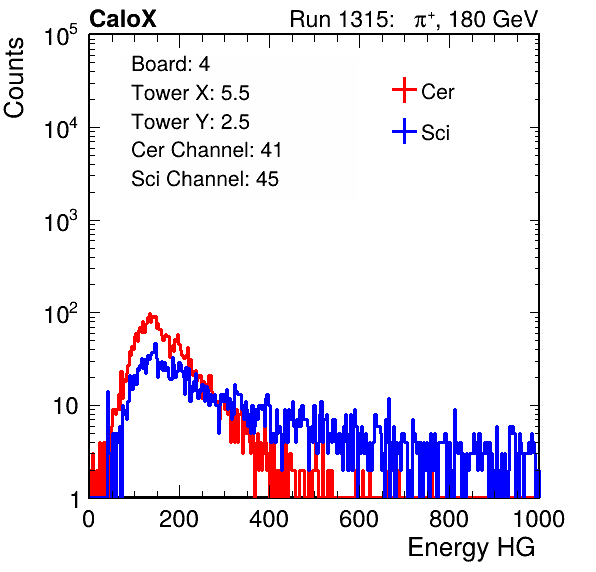 CaloX Run 1315: π⁺, 180 GeV
Counts
10⁵
10⁴
10³
10²
10
1
Board: 4
Tower X: 5.5
Tower Y: 2.5
Cer Channel: 41
Sci Channel: 45
Cer
Sci
0 200 400 600 800 1000
Energy HG